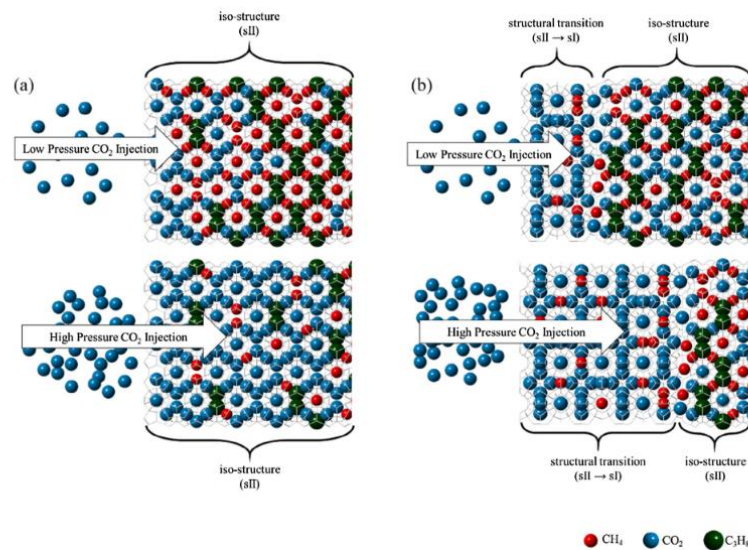 iso-structure
(sII)
(a)
Low Pressure CO₂ Injection
High Pressure CO₂ Injection
iso-structure
(sII)
structural transition
(sII → sI)
iso-structure
(sII)
(b)
Low Pressure CO₂ Injection
High Pressure CO₂ Injection
structural transition
(sII → sI)
iso-structure
(sII)
CH₄
CO₂